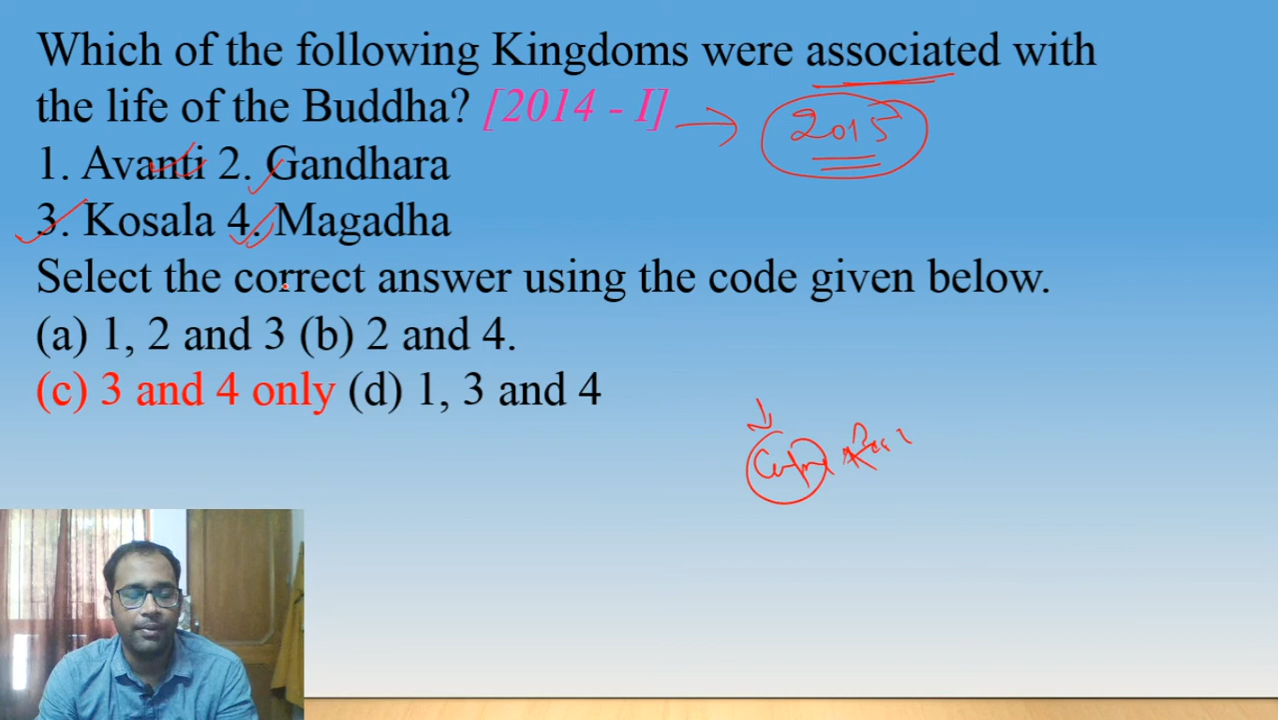 Which of the following Kingdoms were associated with
the life of the Buddha? [2014 - I] 2015
1. Avanti 2. Gandhara
3. Kosala 4. Magadha
Select the correct answer using the code given below.
(a) 1, 2 and 3 (b) 2 and 4.
(c) 3 and 4 only (d) 1, 3 and 4